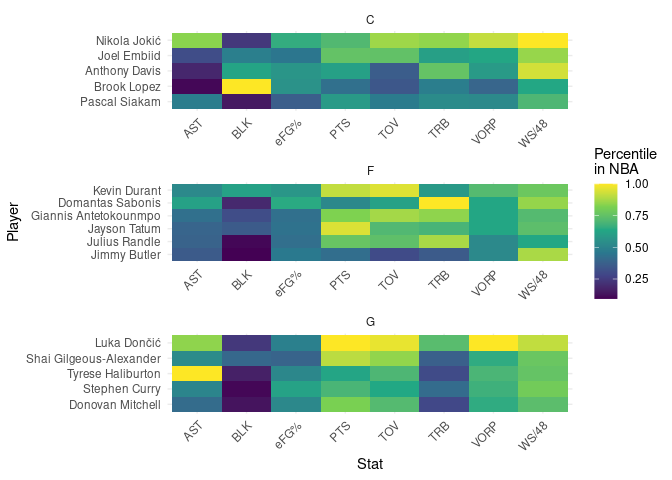 C
Nikola Jokić
Joel Embiid
Anthony Davis
Brook Lopez
Pascal Siakam
AST BLK eFG% PTS TOV TRB VORP WS/48
F
Kevin Durant
Domantas Sabonis
Giannis Antetokounmpo
Jayson Tatum
Julius Randle
Jimmy Butler
AST BLK eFG% PTS TOV TRB VORP WS/48
G
Luka Dončić
Shai Gilgeous-Alexander
Tyrese Haliburton
Stephen Curry
Donovan Mitchell
AST BLK eFG% PTS TOV TRB VORP WS/48
Stat
Player
Percentile
in NBA
1.00
0.75
0.50
0.25